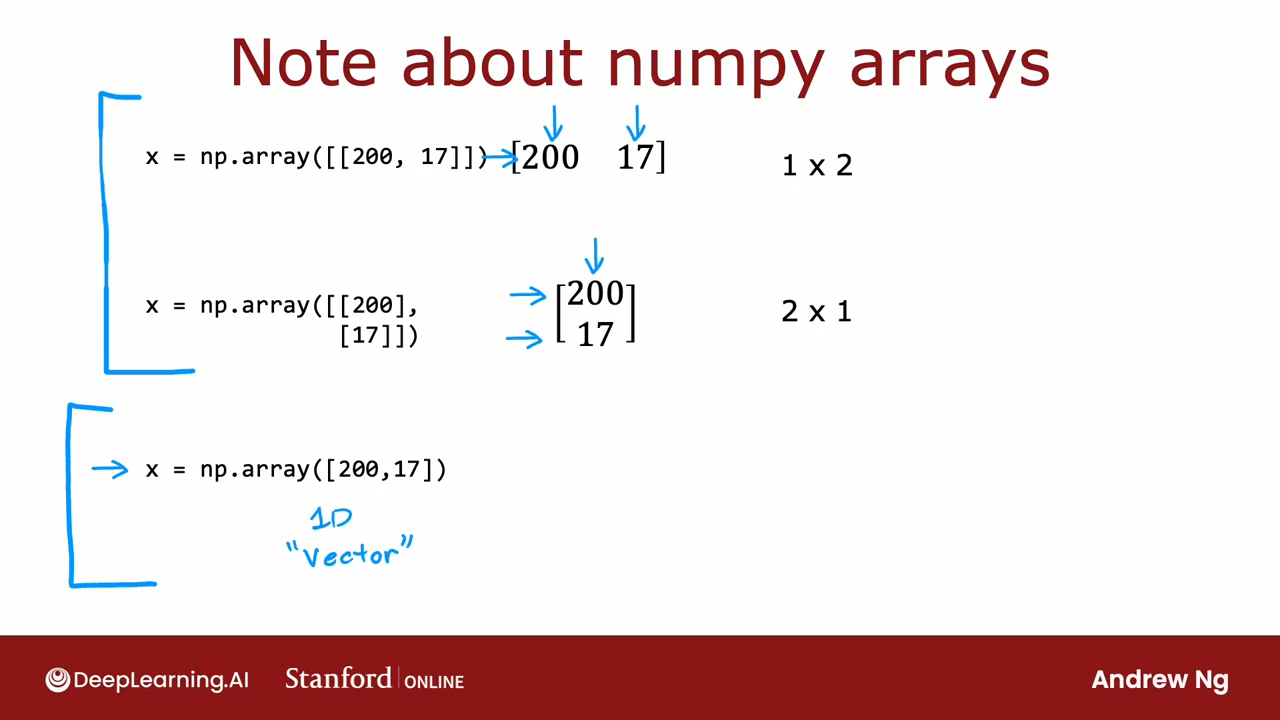 Note about numpy arrays
x = np.array([[200, 17]]) [200 17] 1 x 2
x = np.array([[200],
[17]])
[200
17] 2 x 1
x = np.array([200,17])
1D
"Vector"
DeepLearning.AI Stanford ONLINE Andrew Ng